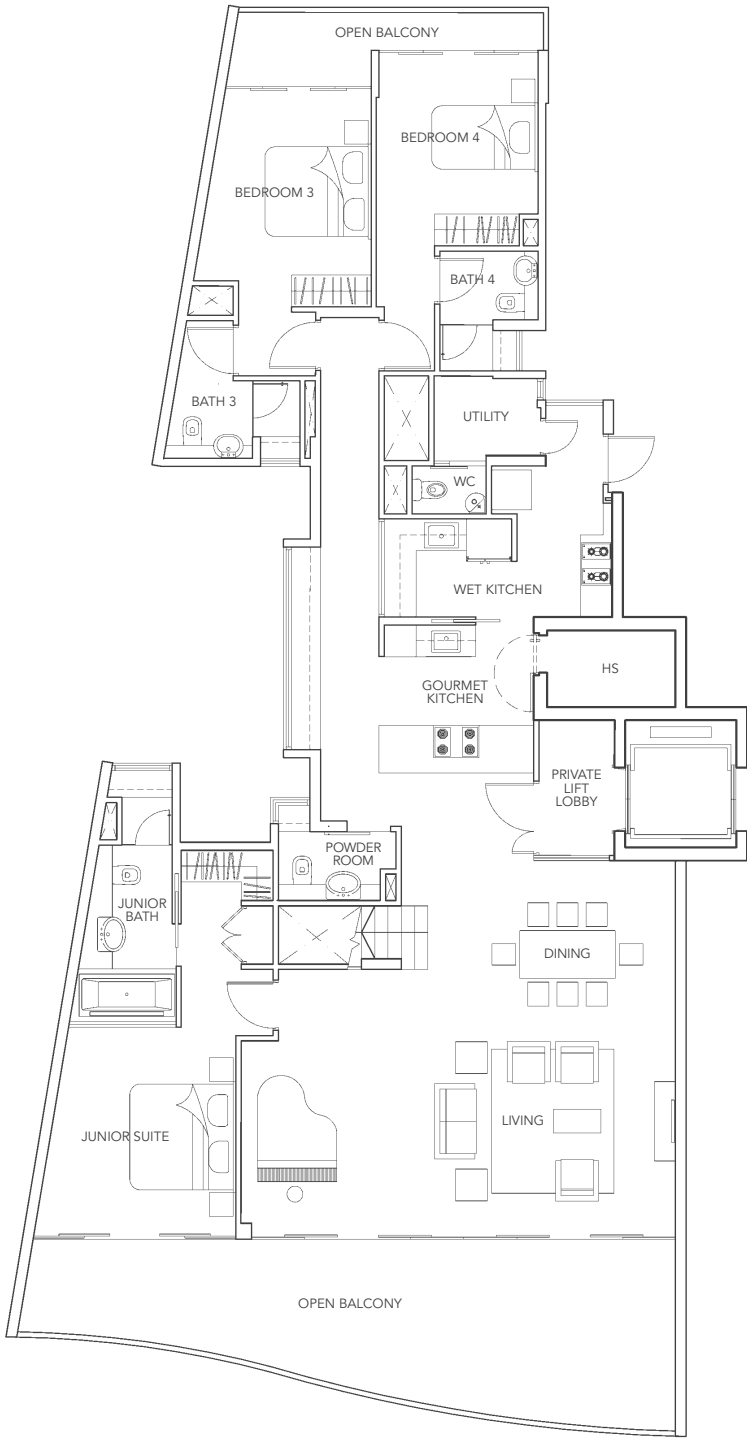 OPEN BALCONY
BEDROOM 4
BEDROOM 3
BATH 4
BATH 3
UTILITY
WC
WET KITCHEN
HS
GOURMET
KITCHEN
PRIVATE
LIFT
LOBBY
POWDER
ROOM
JUNIOR
BATH
DINING
LIVING
JUNIOR SUITE
OPEN BALCONY